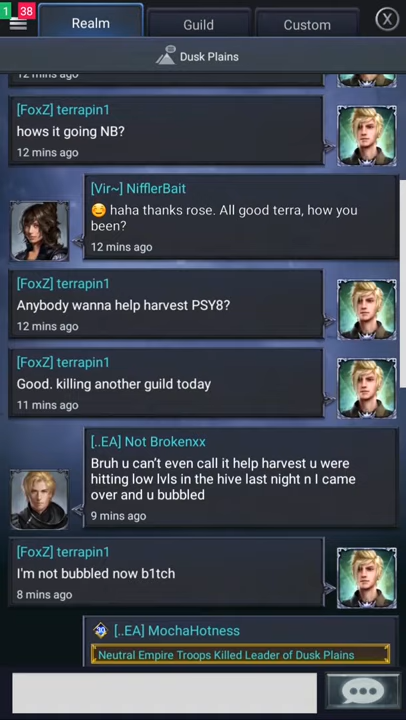 1
38
Realm
Guild
Custom
X
Dusk Plains
12 mins ago
[FoxZ] terrapin1
hows it going NB?
12 mins ago
[Vir~] NifflerBait
haha thanks rose. All good terra, how you
been?
12 mins ago
[FoxZ] terrapin1
Anybody wanna help harvest PSY8?
12 mins ago
[FoxZ] terrapin1
Good. killing another guild today
11 mins ago
[..EA] Not Brokenxx
Bruh u can't even call it help harvest u were
hitting low lvls in the hive last night n I came
over and u bubbled
9 mins ago
[FoxZ] terrapin1
I'm not bubbled now b1tch
8 mins ago
[..EA] MochaHotness
Neutral Empire Troops Killed Leader of Dusk Plains